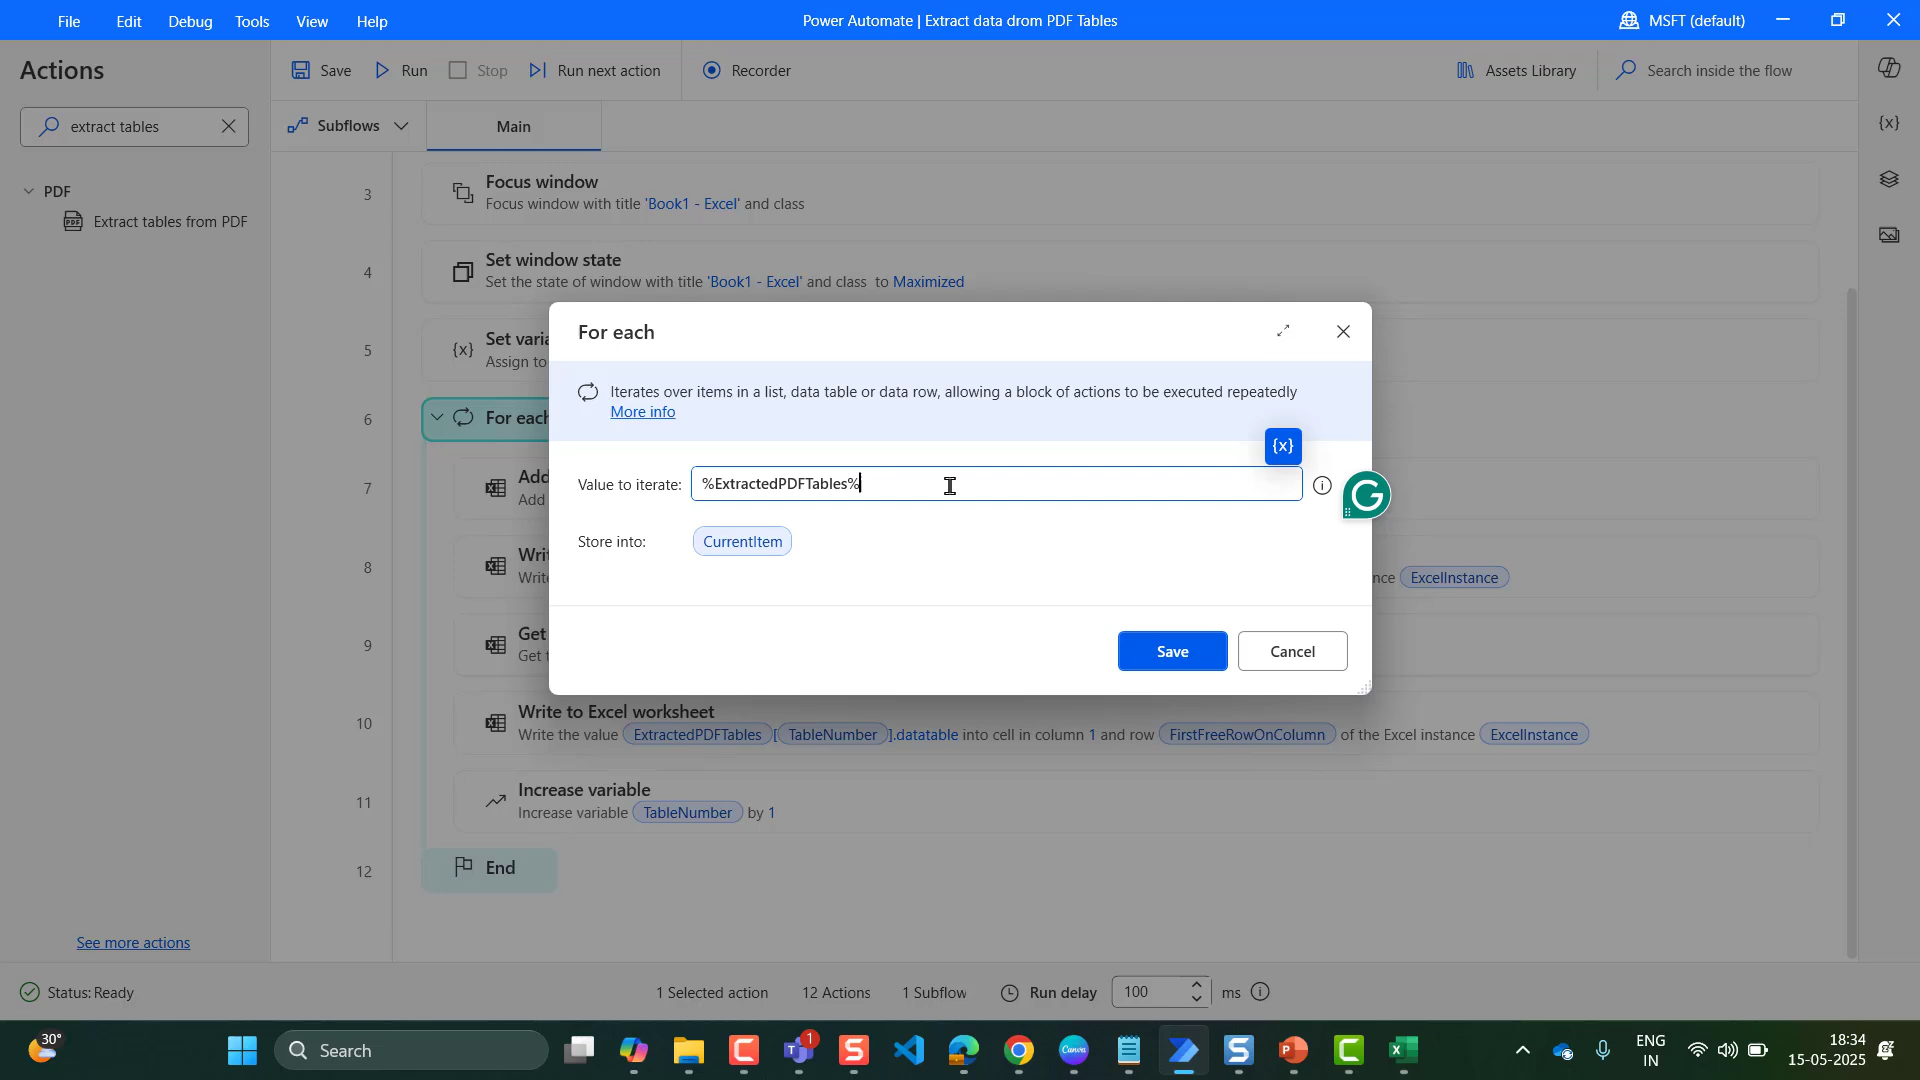 File Edit Debug Tools View Help
Power Automate | Extract data drom PDF Tables
MSFT (default)
Actions
Save Run Stop Run next action Recorder
Assets Library
Search inside the flow
extract tables
Subflows
Main
{x}
PDF
Extract tables from PDF
3
Focus window
Focus window with title 'Book1 - Excel' and class
4
Set window state
Set the state of window with title 'Book1 - Excel' and class to Maximized
5
{x}
Set varia
Assign to
6
For each
7
Add
Add
8
Writ
Write
nce ExcelInstance
9
Get
Get t
10
Write to Excel worksheet
Write the value ExtractedPDFTables [ TableNumber ].datatable into cell in column 1 and row FirstFreeRowOnColumn of the Excel instance ExcelInstance
11
Increase variable
Increase variable TableNumber by 1
12
End
For each
Iterates over items in a list, data table or data row, allowing a block of actions to be executed repeatedly
More info
{x}
Value to iterate: %ExtractedPDFTables%
Store into: CurrentItem
Save
Cancel
See more actions
Status: Ready
1 Selected action
12 Actions
1 Subflow
Run delay
100
ms
30°
Search
1
Canva
ENG
IN
18:34
15-05-2025